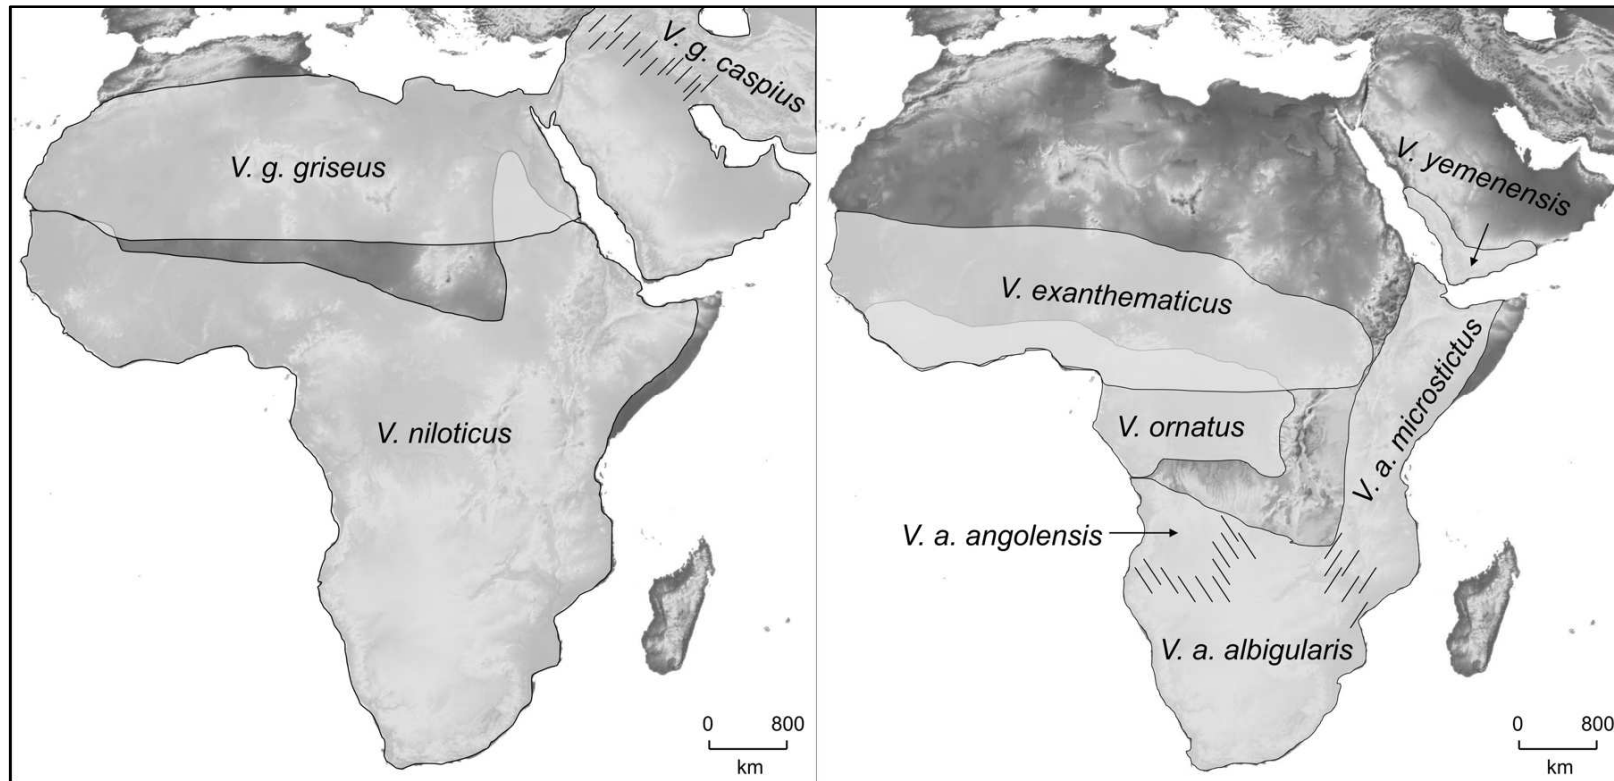 V. g. caspius
V. g. griseus
V. niloticus
0 800
km
V. yemenensis
V. exanthematicus
V. ornatus
V. a. microstictus
V. a. angolensis
V. a. albigularis
0 800
km